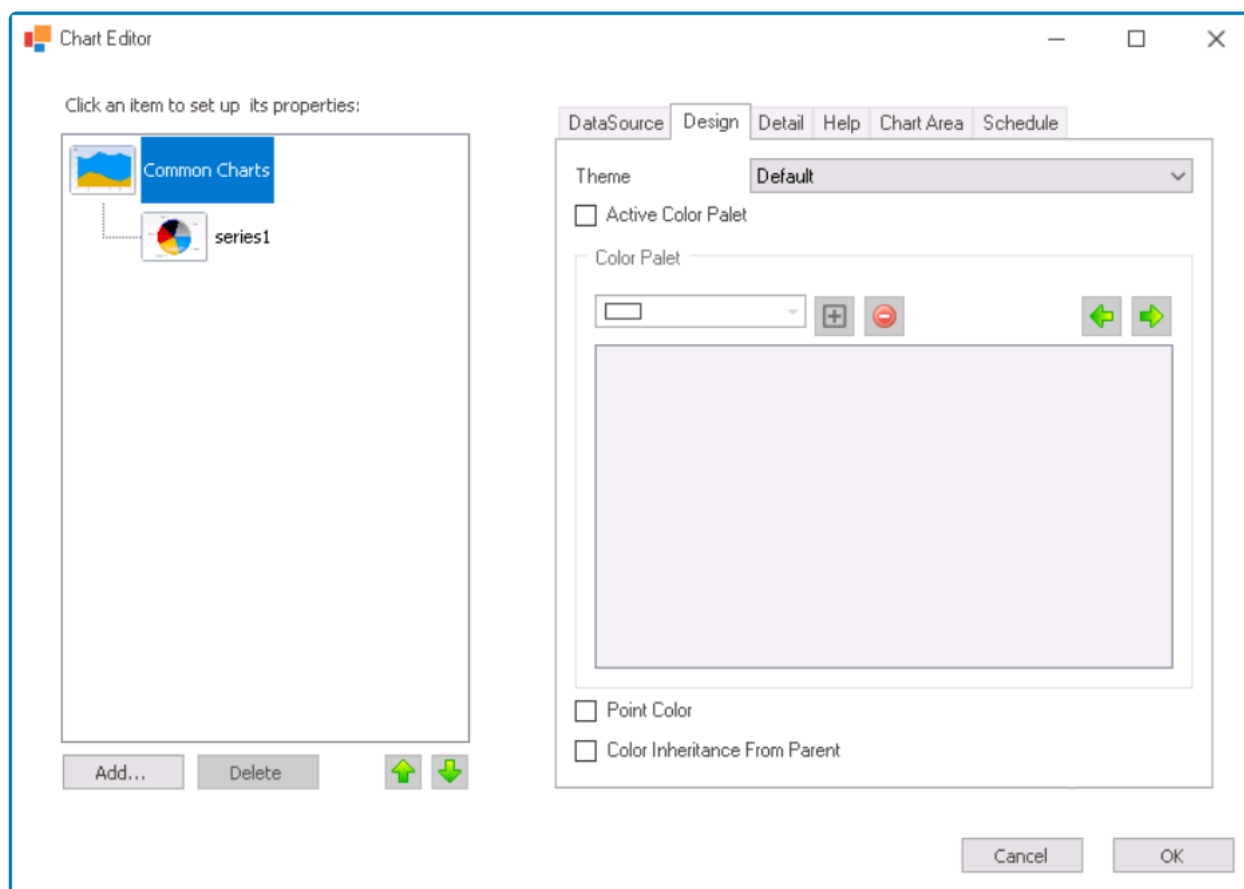 Chart Editor
Click an item to set up its properties:
Common Charts
series1
Add...
Delete
DataSource Design Detail Help Chart Area Schedule
Theme Default
Active Color Palet
Color Palet
Point Color
Color Inheritance From Parent
Cancel OK